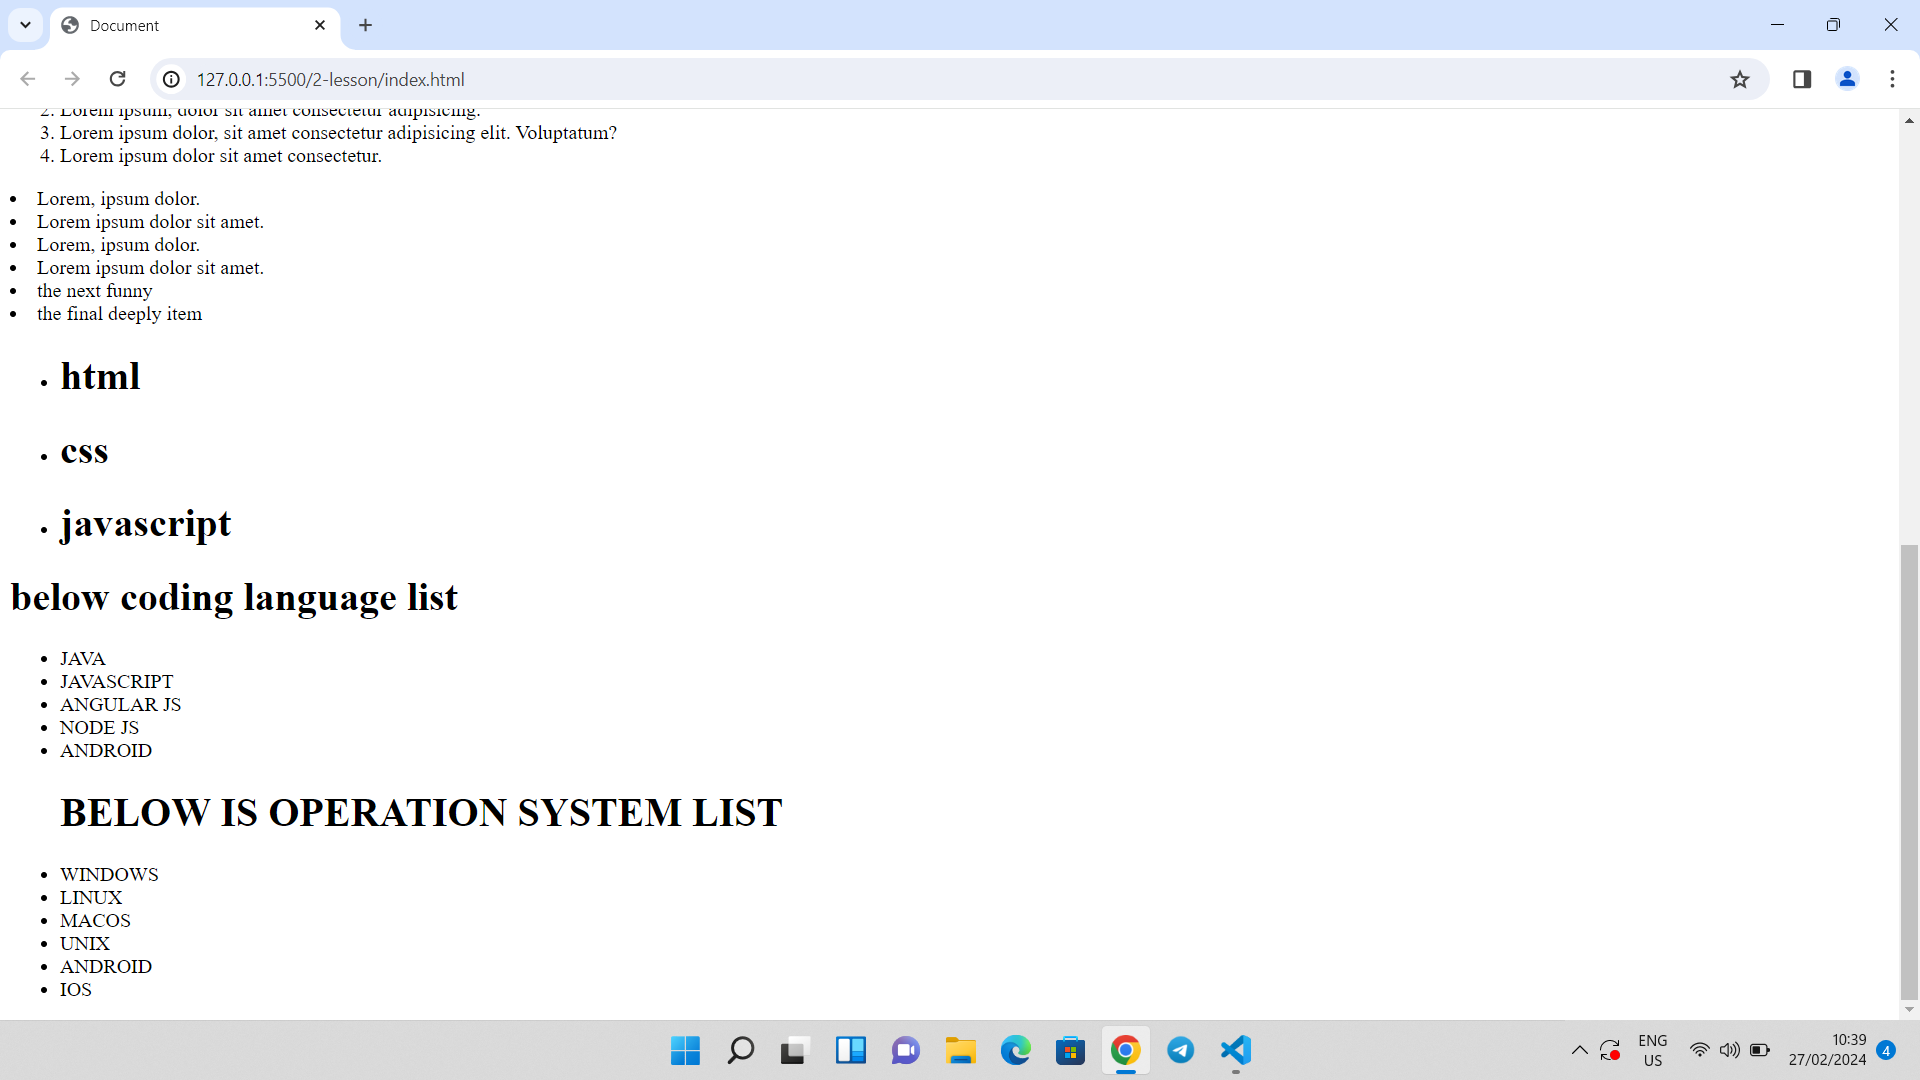 Document
127.0.0.1:5500/2-lesson/index.html
2. Lorem ipsum, dolor sit amet consectetur adipisicing.
3. Lorem ipsum dolor, sit amet consectetur adipisicing elit. Voluptatum?
4. Lorem ipsum dolor sit amet consectetur.
• Lorem, ipsum dolor.
• Lorem ipsum dolor sit amet.
• Lorem, ipsum dolor.
• Lorem ipsum dolor sit amet.
• the next funny
• the final deeply item
• html
• css
• javascript
below coding language list
• JAVA
• JAVASCRIPT
• ANGULAR JS
• NODE JS
• ANDROID
BELOW IS OPERATION SYSTEM LIST
• WINDOWS
• LINUX
• MACOS
• UNIX
• ANDROID
• IOS
ENG
US
10:39
27/02/2024
4